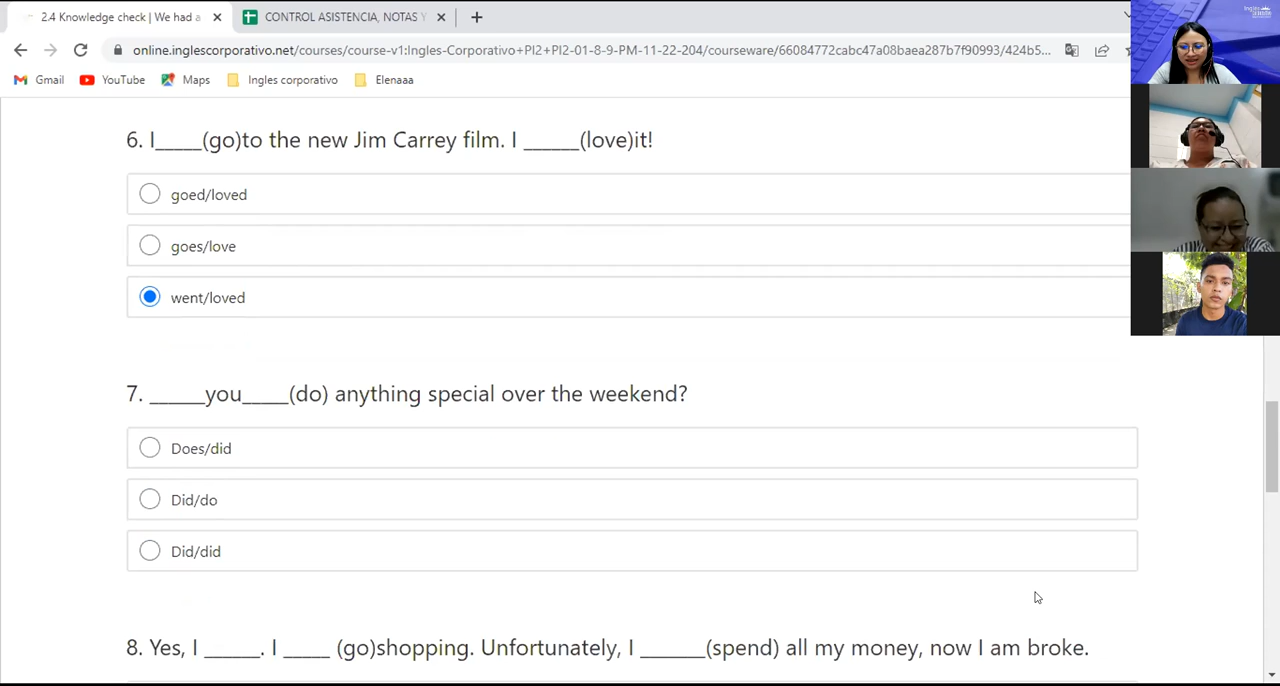 2.4 Knowledge check | We had a
CONTROL ASISTENCIA, NOTAS Y
online.inglescorporativo.net/courses/course-v1:Ingles-Corporativo+PI2+PI2-01-8-9-PM-11-22-204/courseware/66084772cabc47a08baea287b7f90993/424b5...
Gmail YouTube Maps Ingles corporativo Elenaaa
6. I_____(go)to the new Jim Carrey film. I ______(love)it!
goed/loved
goes/love
went/loved
7. ______you_____(do) anything special over the weekend?
Does/did
Did/do
Did/did
8. Yes, I ______. I _____ (go)shopping. Unfortunately, I _______(spend) all my money, now I am broke.